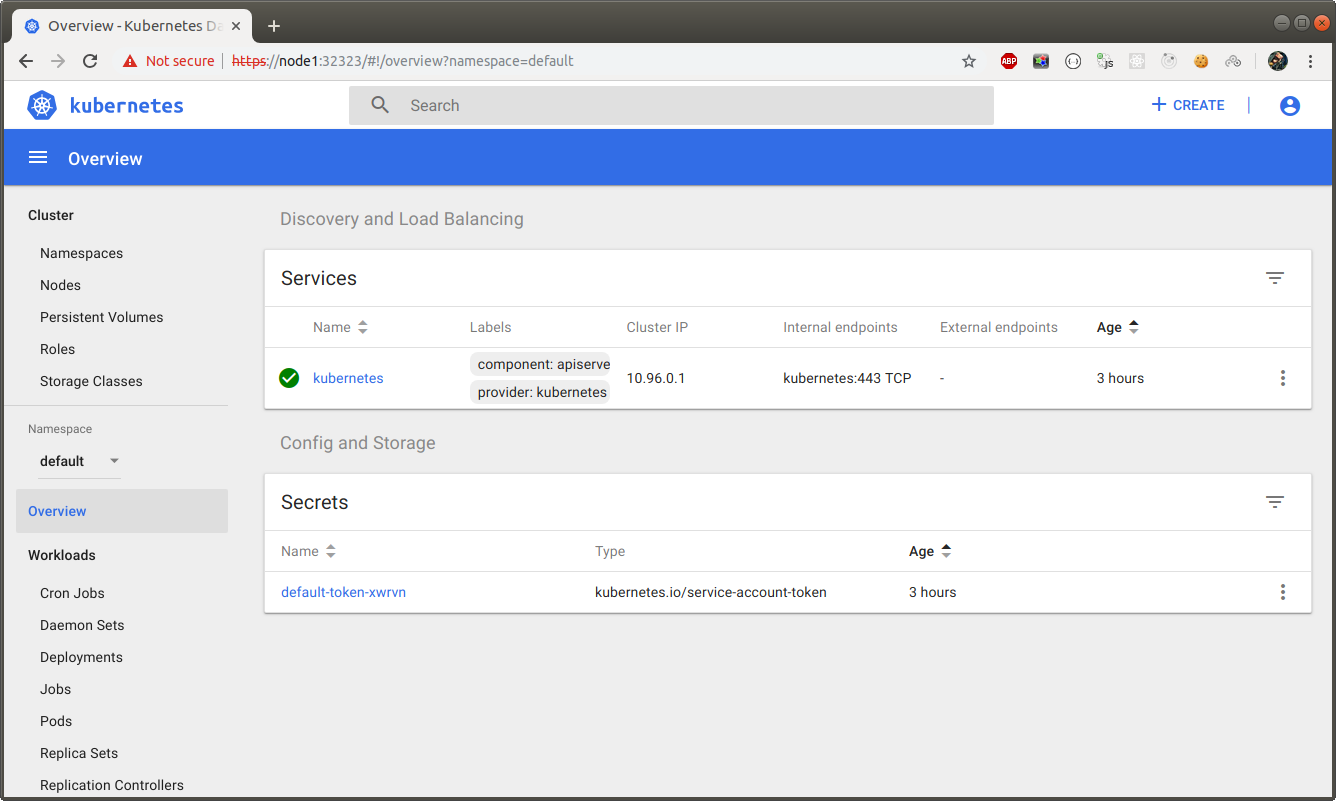 Overview - Kubernetes Da
Not secure https://node1:32323/#!/overview?namespace=default
ABP
js
kubernetes
Search
CREATE
Overview
Cluster
Namespaces
Nodes
Persistent Volumes
Roles
Storage Classes
Namespace
default
Overview
Workloads
Cron Jobs
Daemon Sets
Deployments
Jobs
Pods
Replica Sets
Replication Controllers
Discovery and Load Balancing
Services
Name Labels Cluster IP Internal endpoints External endpoints Age
component: apiserve
kubernetes 10.96.0.1 kubernetes:443 TCP - 3 hours
provider: kubernetes
Config and Storage
Secrets
Name Type Age
default-token-xwrvn kubernetes.io/service-account-token 3 hours